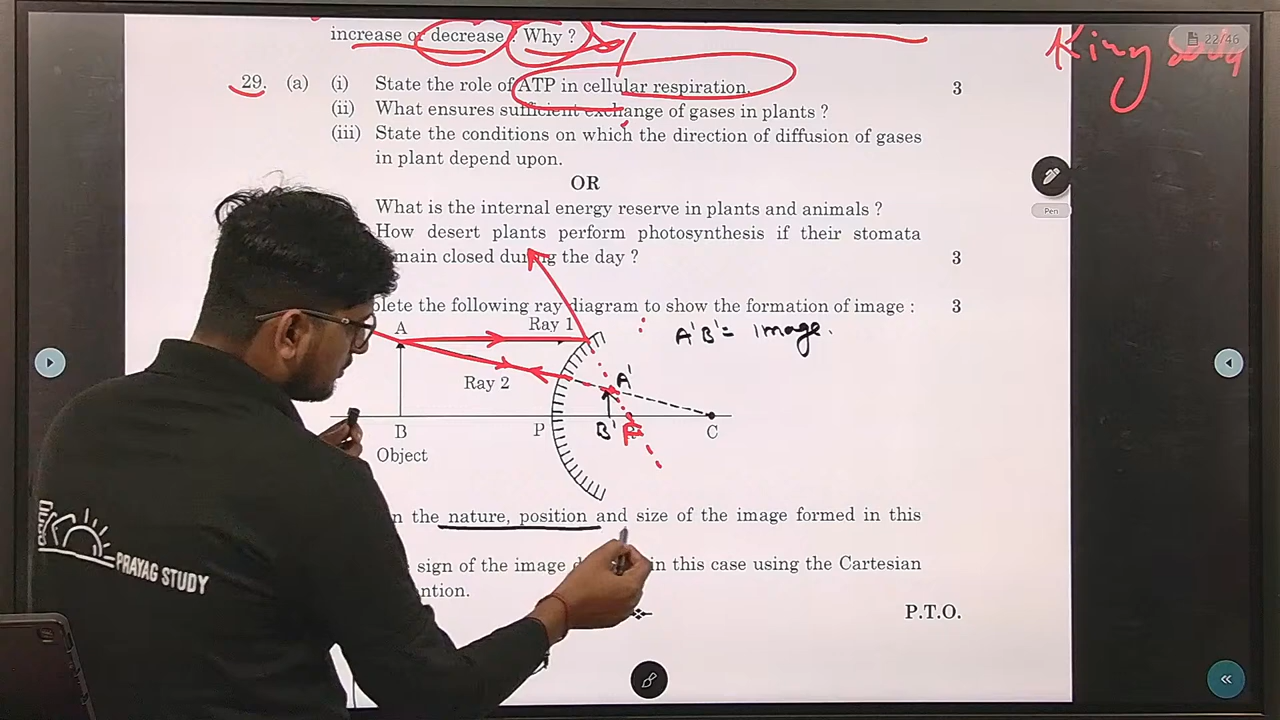 increase or decrease ? Why ?
King
22/46
29. (a) (i) State the role of ATP in cellular respiration. 3
(ii) What ensures sufficient exchange of gases in plants ?
(iii) State the conditions on which the direction of diffusion of gases
in plant depend upon.
Pen
OR
What is the internal energy reserve in plants and animals ?
How desert plants perform photosynthesis if their stomata
main closed during the day ? 3
plete the following ray diagram to show the formation of image : 3
A Ray 1
A'B' = image.
Ray 2 A'
B P B' F C
Object
n the nature, position and size of the image formed in this
sign of the image in this case using the Cartesian
ntion.
P.T.O.
PRAYAG STUDY